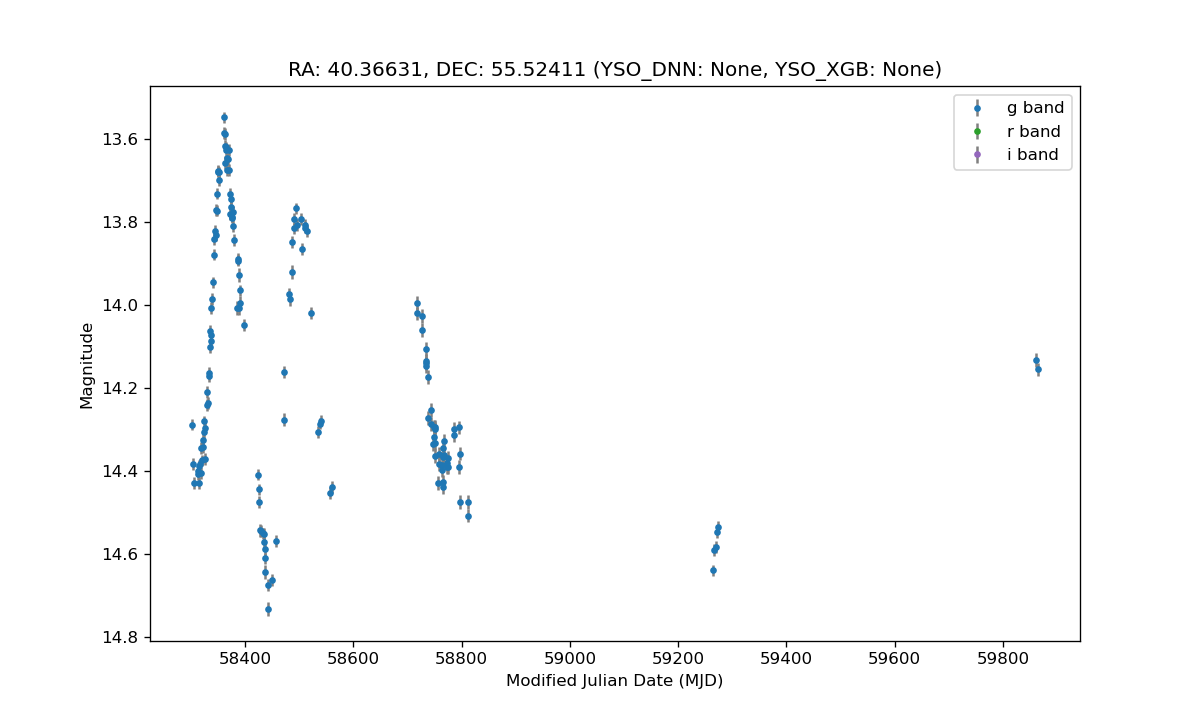 RA: 40.36631, DEC: 55.52411 (YSO_DNN: None, YSO_XGB: None)
g band
r band
i band
13.6
13.8
14.0
14.2
14.4
14.6
14.8
Magnitude
58400
58600
58800
59000
59200
59400
59600
59800
Modified Julian Date (MJD)